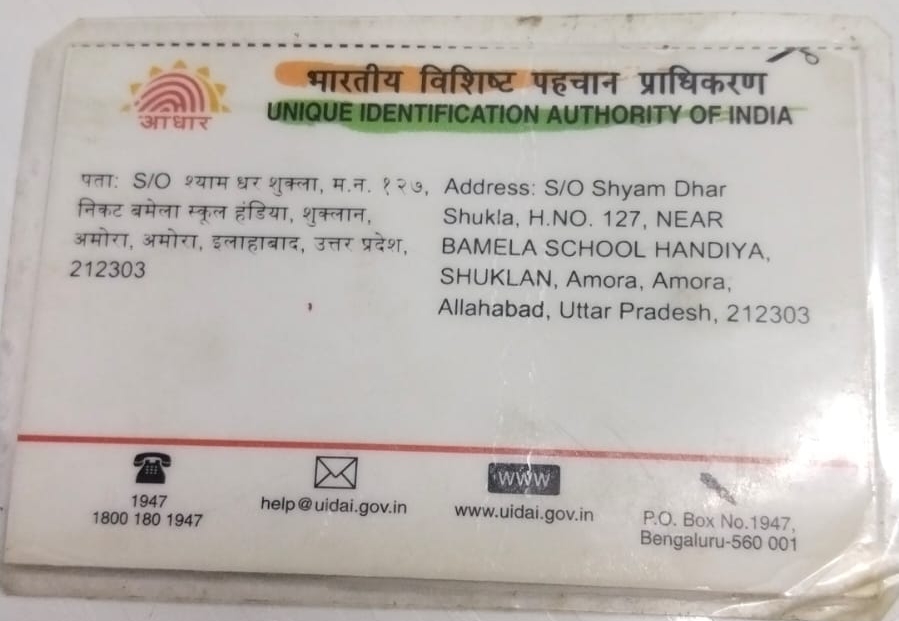 भारतीय विशिष्ट पहचान प्राधिकरण
UNIQUE IDENTIFICATION AUTHORITY OF INDIA
आधार
पता: S/O श्याम धर शुक्ला, म.न. १२७,
निकट बमेला स्कूल हंडिया, शुक्लान,
अमोरा, अमोरा, इलाहाबाद, उत्तर प्रदेश,
212303
Address: S/O Shyam Dhar
Shukla, H.NO. 127, NEAR
BAMELA SCHOOL HANDIYA,
SHUKLAN, Amora, Amora,
Allahabad, Uttar Pradesh, 212303
1947
1800 180 1947
help@uidai.gov.in
www
www.uidai.gov.in
P.O. Box No.1947,
Bengaluru-560 001